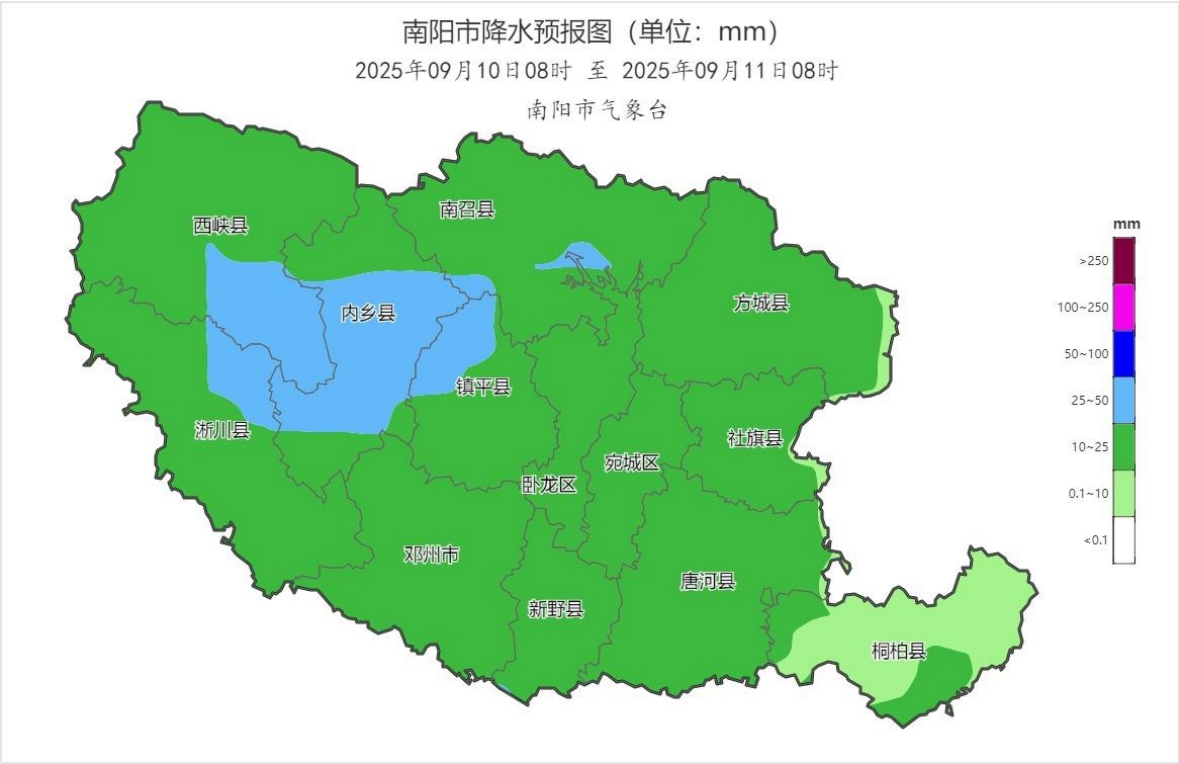 南阳市降水预报图（单位：mm）
2025年09月10日08时 至 2025年09月11日08时
南阳市气象台
西峡县
南召县
内乡县
方城县
镇平县
淅川县
社旗县
宛城区
卧龙区
邓州市
唐河县
新野县
桐柏县
mm
>250
100~250
50~100
25~50
10~25
0.1~10
<0.1